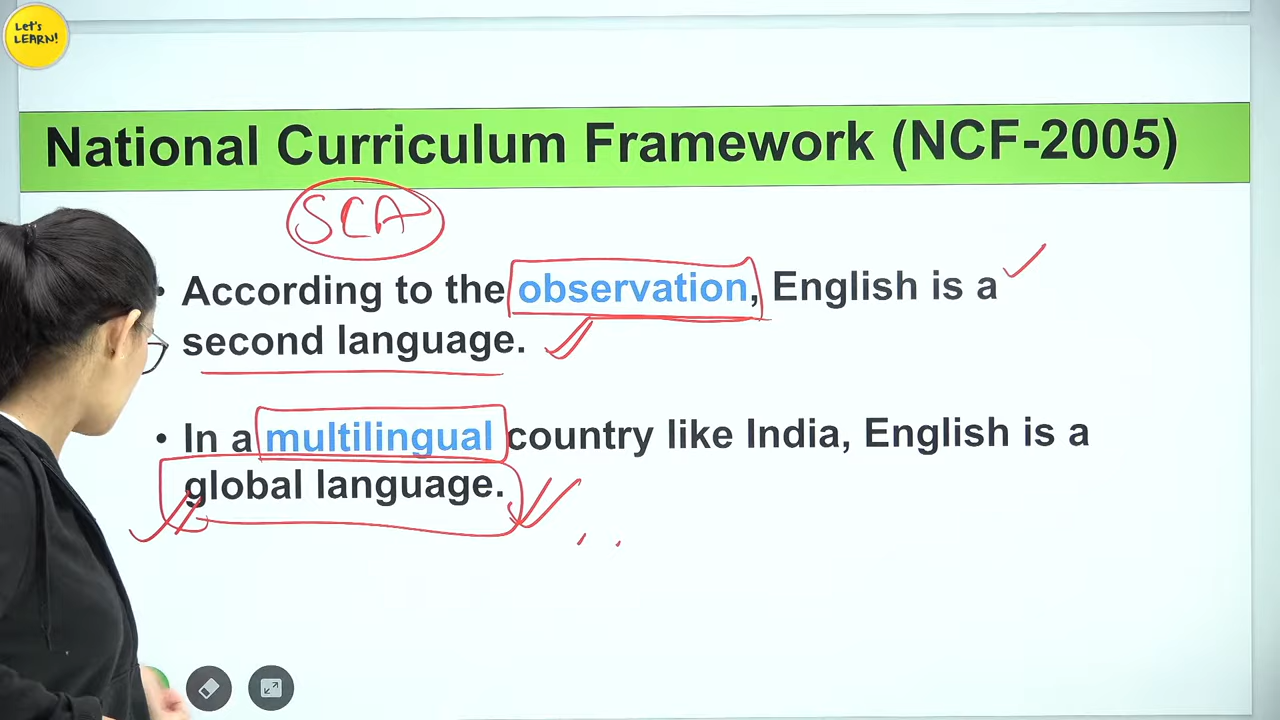 Let's
LEARN!
National Curriculum Framework (NCF-2005)
SCA
• According to the observation, English is a
second language.
• In a multilingual country like India, English is a
global language.